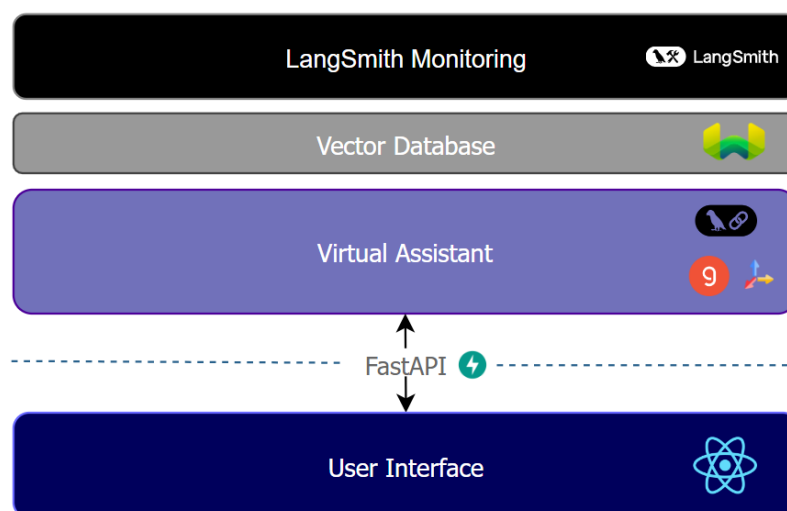 LangSmith Monitoring
LangSmith
Vector Database
Virtual Assistant
g
FastAPI
User Interface